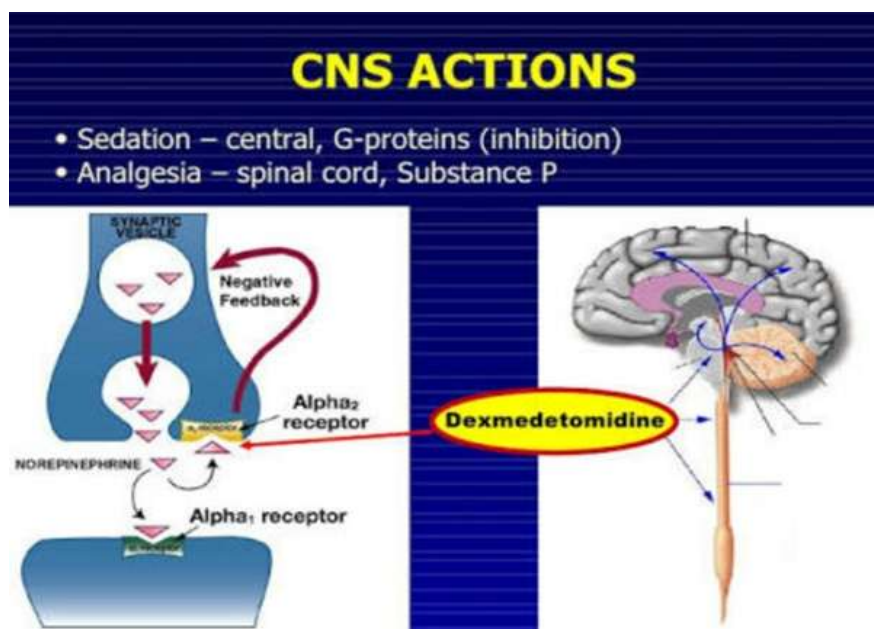 CNS ACTIONS
• Sedation – central, G-proteins (inhibition)
• Analgesia – spinal cord, Substance P
SYNAPTIC
VESICLE
Negative
Feedback
Alpha₂
receptor
Dexmedetomidine
NOREPINEPHRINE
Alpha₁ receptor